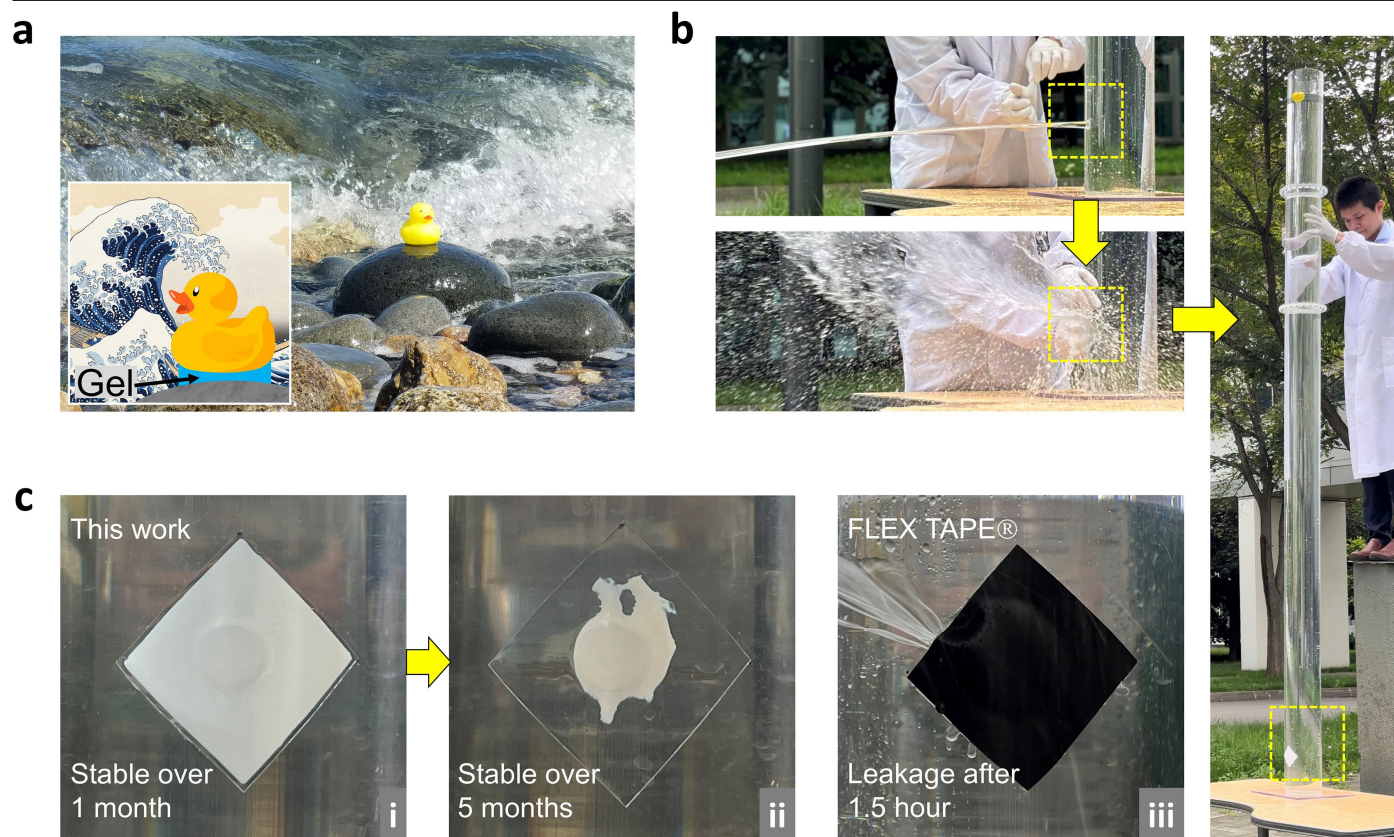 a
b
Gel
c
This work
Stable over
1 month
i
Stable over
5 months
ii
FLEX TAPE®
Leakage after
1.5 hour
iii